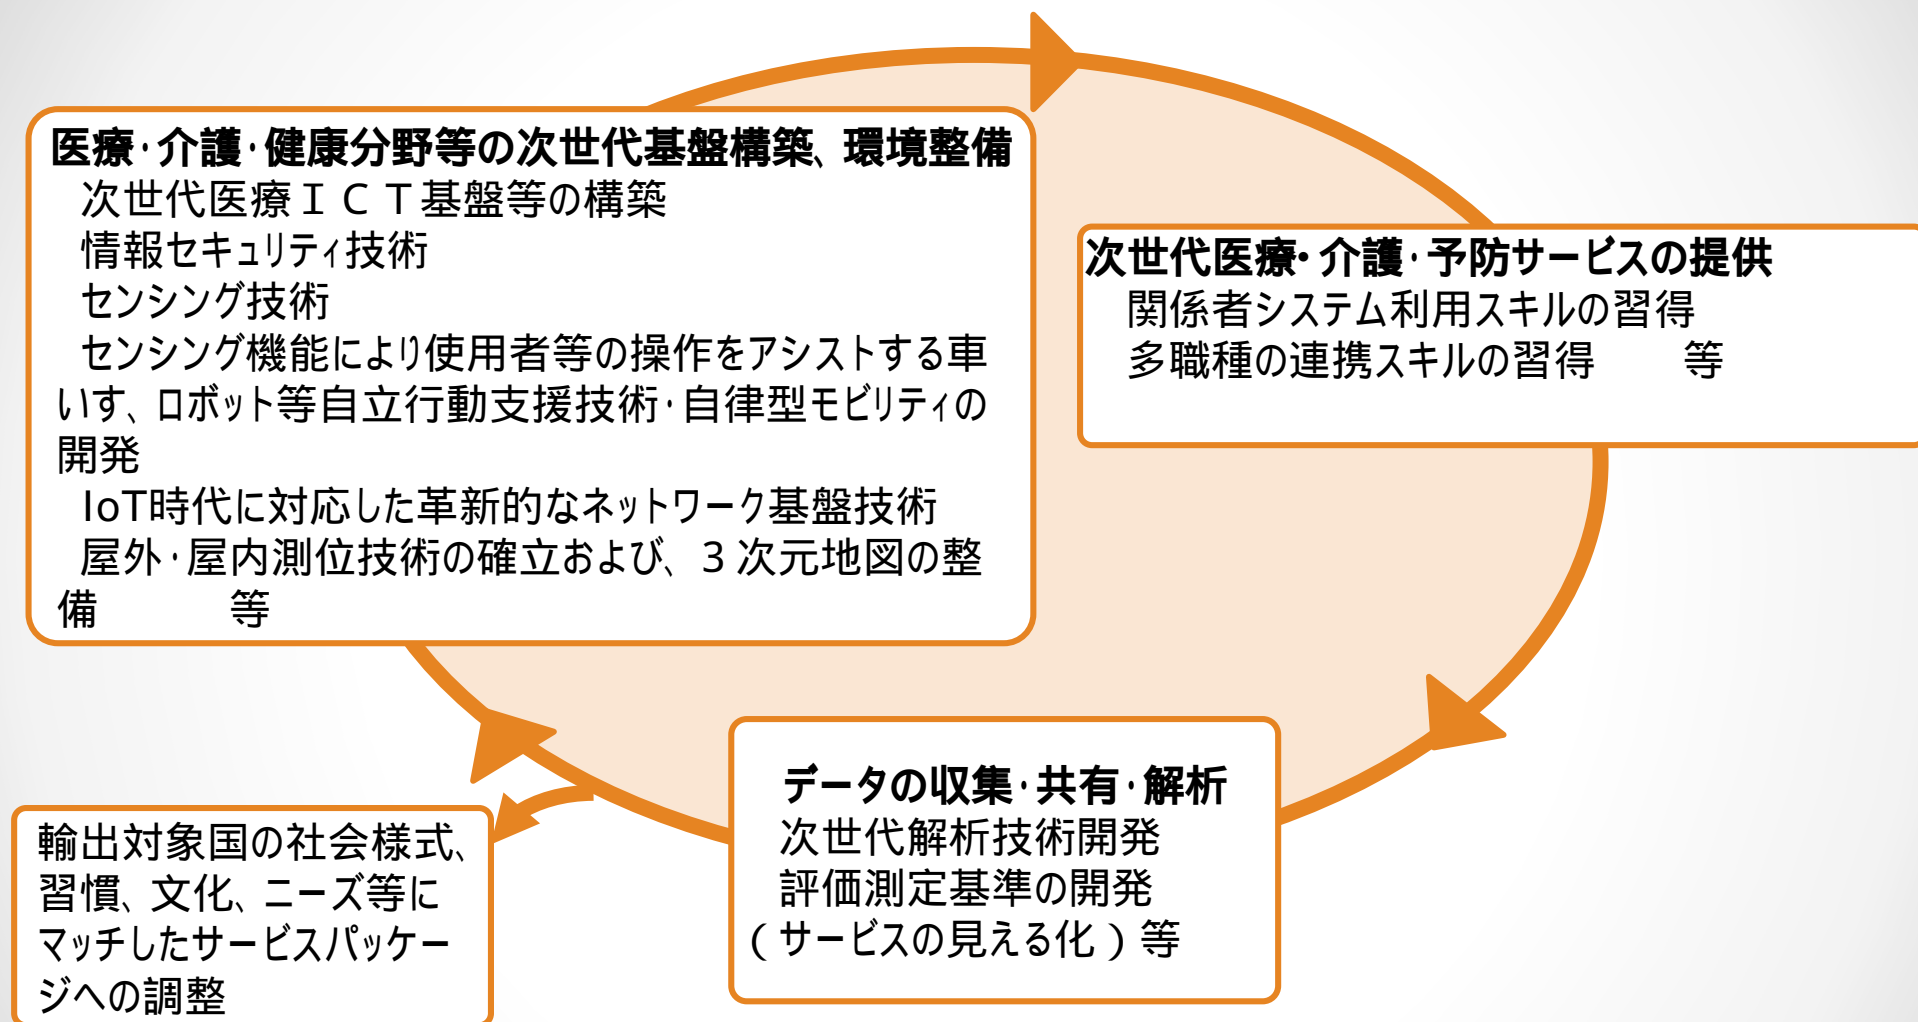 医療・介護・健康分野等の次世代基盤構築、環境整備
次世代医療ＩＣＴ基盤等の構築
情報セキュリティ技術
センシング技術
センシング機能により使用者等の操作をアシストする車
いす、ロボット等自立行動支援技術・自律型モビリティの
開発
IoT時代に対応した革新的なネットワーク基盤技術
屋外・屋内測位技術の確立および、３次元地図の整
備　　　等
次世代医療・介護・予防サービスの提供
関係者システム利用スキルの習得
多職種の連携スキルの習得　　等
データの収集・共有・解析
次世代解析技術開発
評価測定基準の開発
（サービスの見える化）等
輸出対象国の社会様式、
習慣、文化、ニーズ等に
マッチしたサービスパッケー
ジへの調整